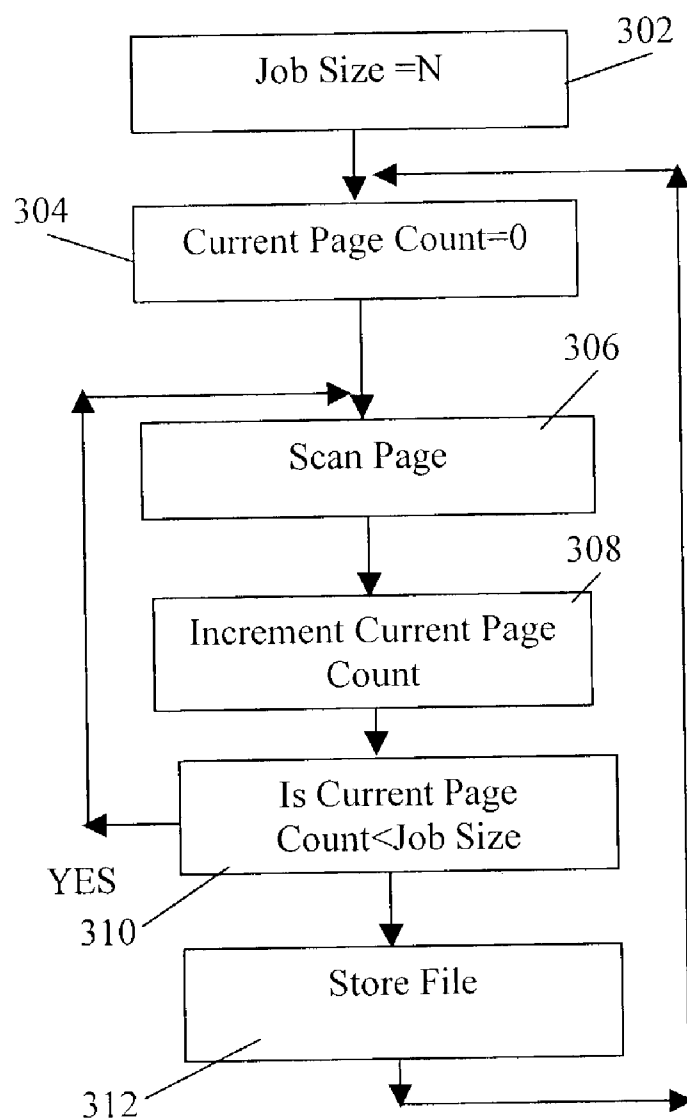 302
Job Size =N
304
Current Page Count=0
306
Scan Page
308
Increment Current Page
Count
Is Current Page
Count<Job Size
YES
310
Store File
312